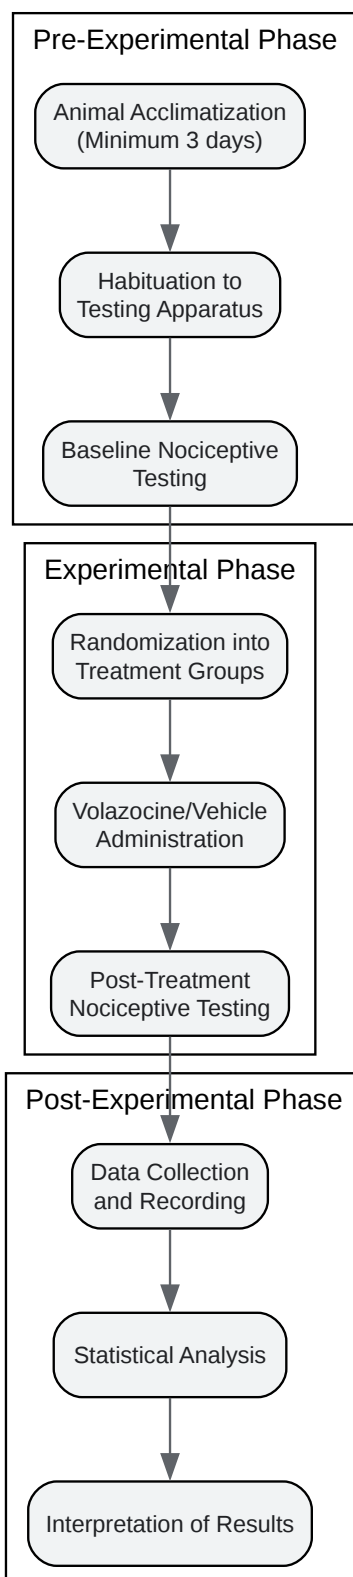 Pre-Experimental Phase
Animal Acclimatization
(Minimum 3 days)
Habituation to
Testing Apparatus
Baseline Nociceptive
Testing
Experimental Phase
Randomization into
Treatment Groups
Volazocine/Vehicle
Administration
Post-Treatment
Nociceptive Testing
Post-Experimental Phase
Data Collection
and Recording
Statistical Analysis
Interpretation of Results